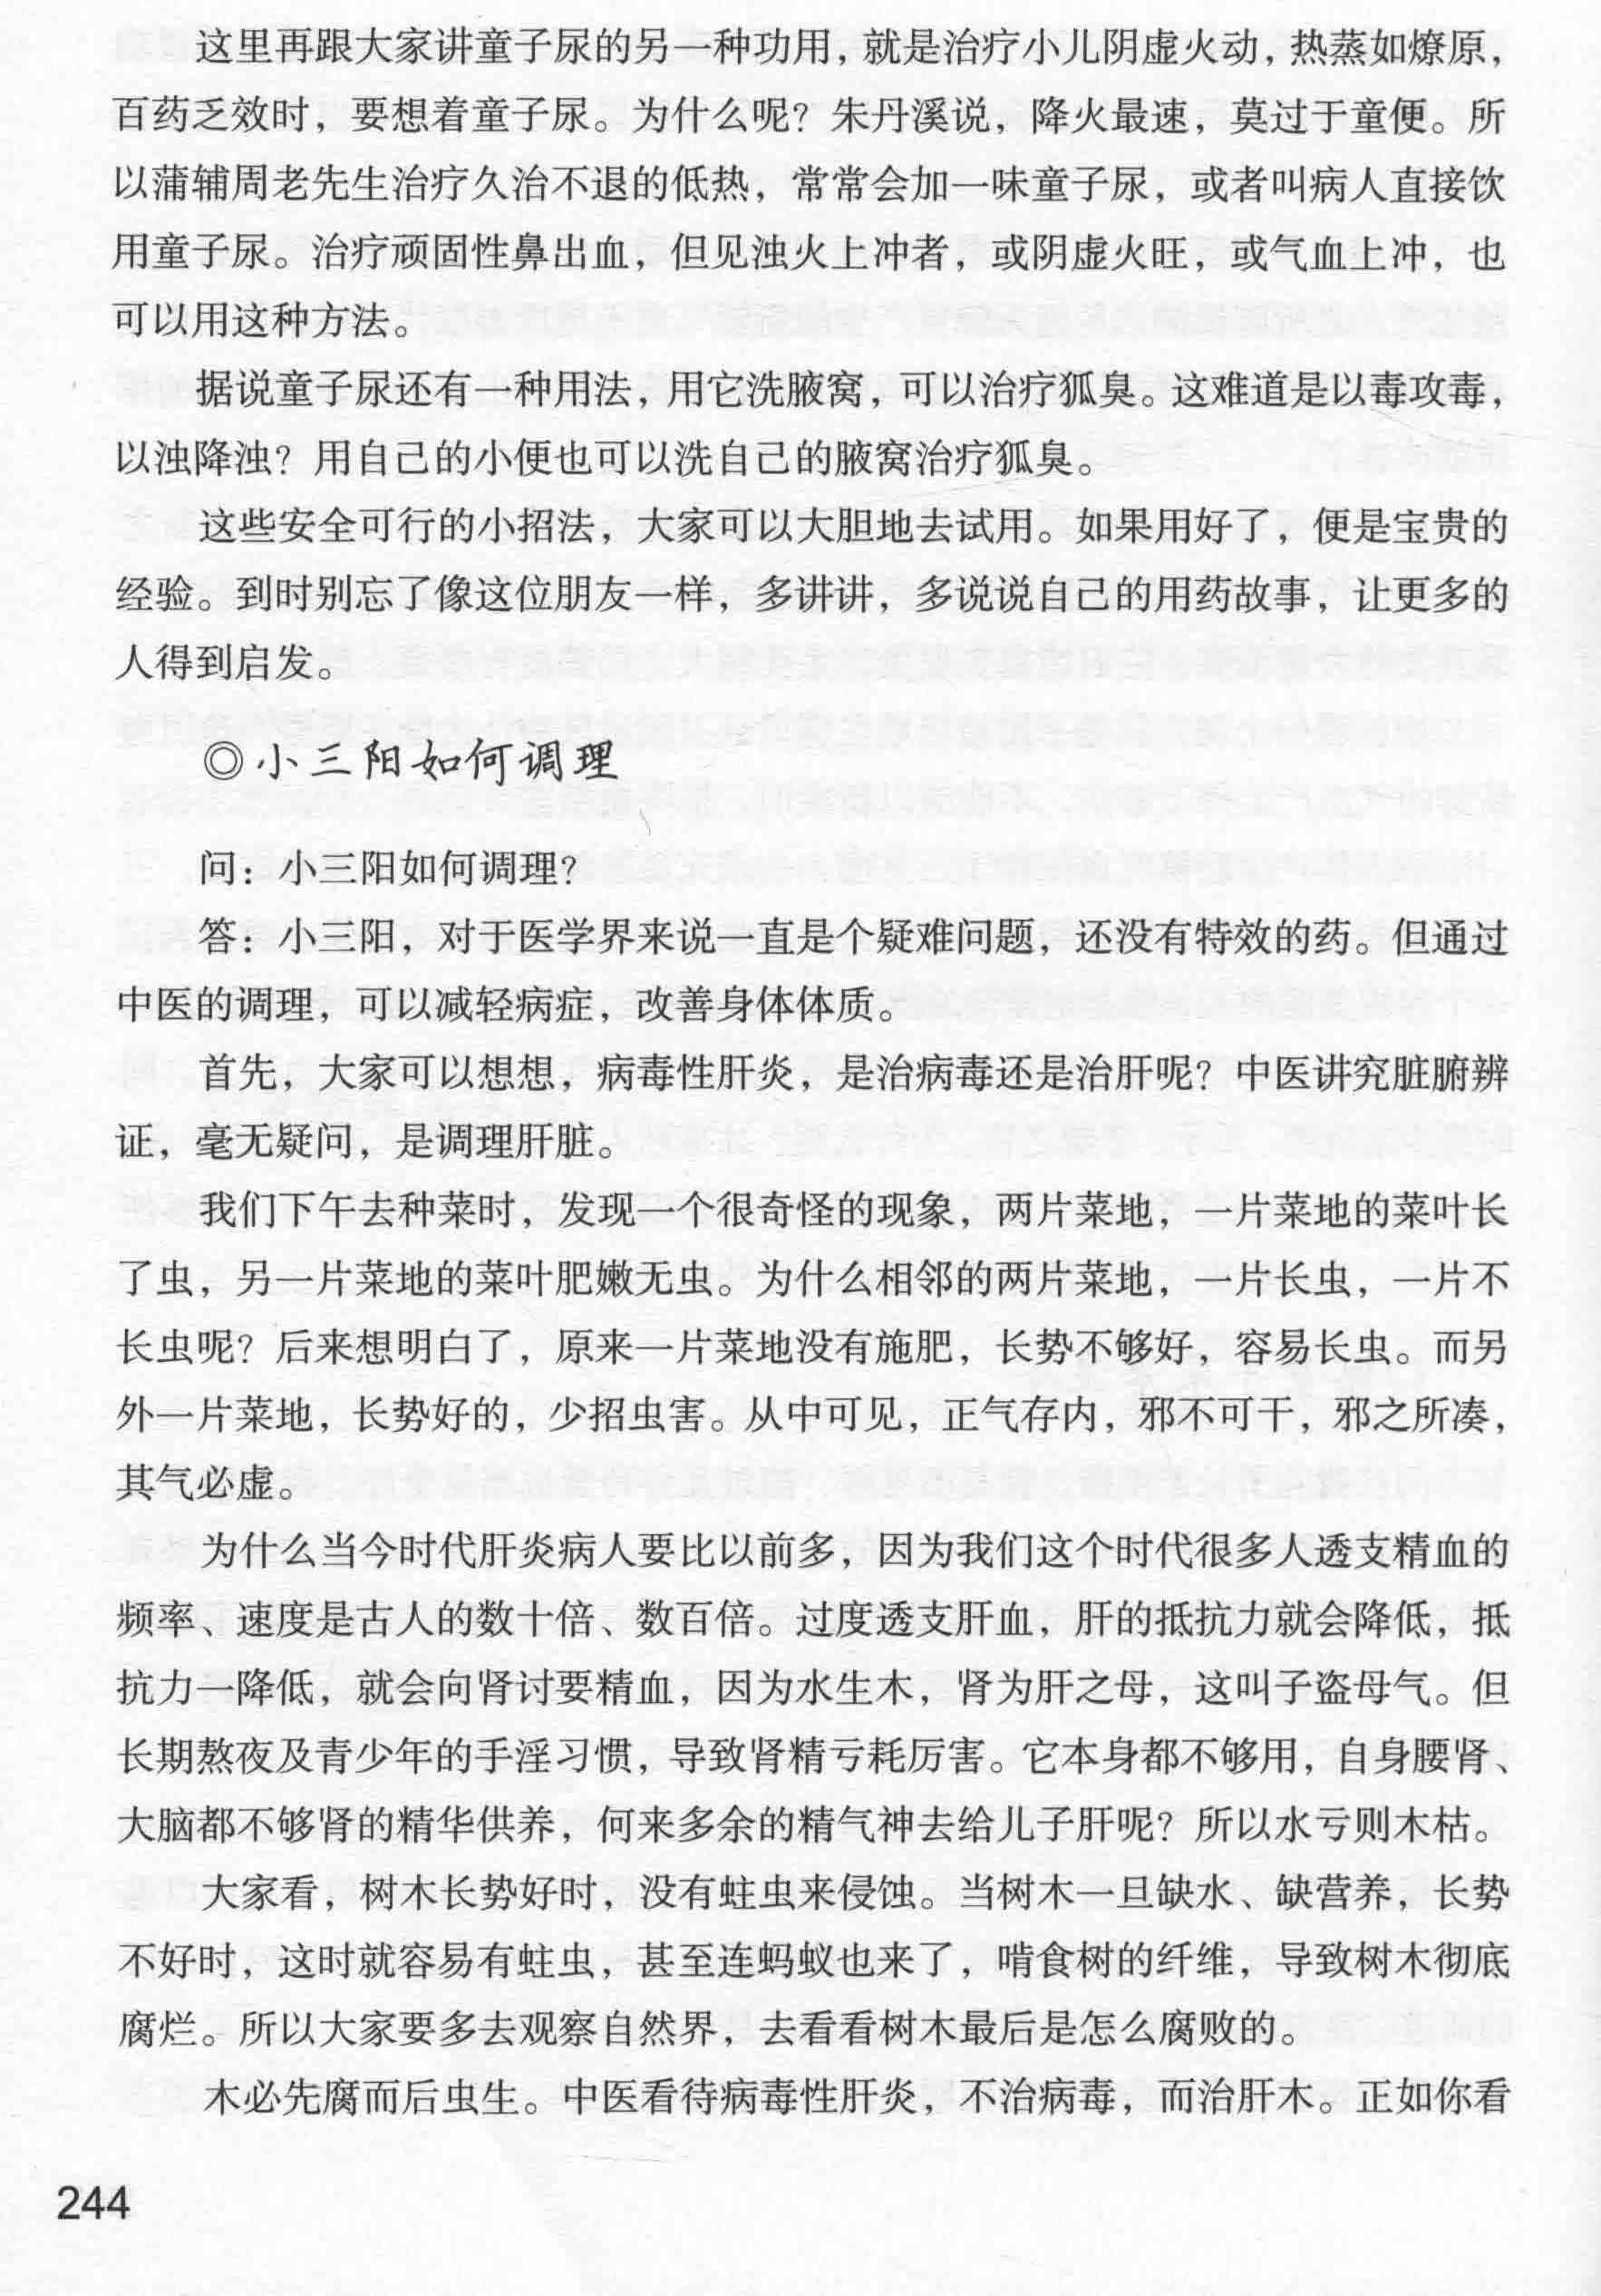 这里再跟大家讲童子尿的另一种功用，就是治疗小儿阴虚火动，热蒸如燎原，
百药乏效时，要想着童子尿。为什么呢？朱丹溪说，降火最速，莫过于童便。所
以蒲辅周老先生治疗久治不退的低热，常常会加一味童子尿，或者叫病人直接饮
用童子尿。治疗顽固性鼻出血，但见浊火上冲者，或阴虚火旺，或气血上冲，也
可以用这种方法。
据说童子尿还有一种用法，用它洗腋窝，可以治疗狐臭。这难道是以毒攻毒，
以浊降浊？用自己的小便也可以洗自己的腋窝治疗狐臭。
这些安全可行的小招法，大家可以大胆地去试用。如果用好了，便是宝贵的
经验。到时别忘了像这位朋友一样，多讲讲，多说说自己的用药故事，让更多的
人得到启发。
◎小三阳如何调理
问：小三阳如何调理？
答：小三阳，对于医学界来说一直是个疑难问题，还没有特效的药。但通过
中医的调理，可以减轻病症，改善身体体质。
首先，大家可以想想，病毒性肝炎，是治病毒还是治肝呢？中医讲究脏腑辨
证，毫无疑问，是调理肝脏。
我们下午去种菜时，发现一个很奇怪的现象，两片菜地，一片菜地的菜叶长
了虫，另一片菜地的菜叶肥嫩无虫。为什么相邻的两片菜地，一片长虫，一片不
长虫呢？后来想明白了，原来一片菜地没有施肥，长势不够好，容易长虫。而另
外一片菜地，长势好的，少招虫害。从中可见，正气存内，邪不可干，邪之所凑，
其气必虚。
为什么当今时代肝炎病人要比以前多，因为我们这个时代很多人透支精血的
频率、速度是古人的数十倍、数百倍。过度透支肝血，肝的抵抗力就会降低，抵
抗力一降低，就会向肾讨要精血，因为水生木，肾为肝之母，这叫子盗母气。但
长期熬夜及青少年的手淫习惯，导致肾精亏耗厉害。它本身都不够用，自身腰肾、
大脑都不够肾的精华供养，何来多余的精气神去给儿子肝呢？所以水亏则木枯。
大家看，树木长势好时，没有蛀虫来侵蚀。当树木一旦缺水、缺营养，长势
不好时，这时就容易有蛀虫，甚至连蚂蚁也来了，啃食树的纤维，导致树木彻底
腐烂。所以大家要多去观察自然界，去看看树木最后是怎么腐败的。
木必先腐而后虫生。中医看待病毒性肝炎，不治病毒，而治肝木。正如你看
244